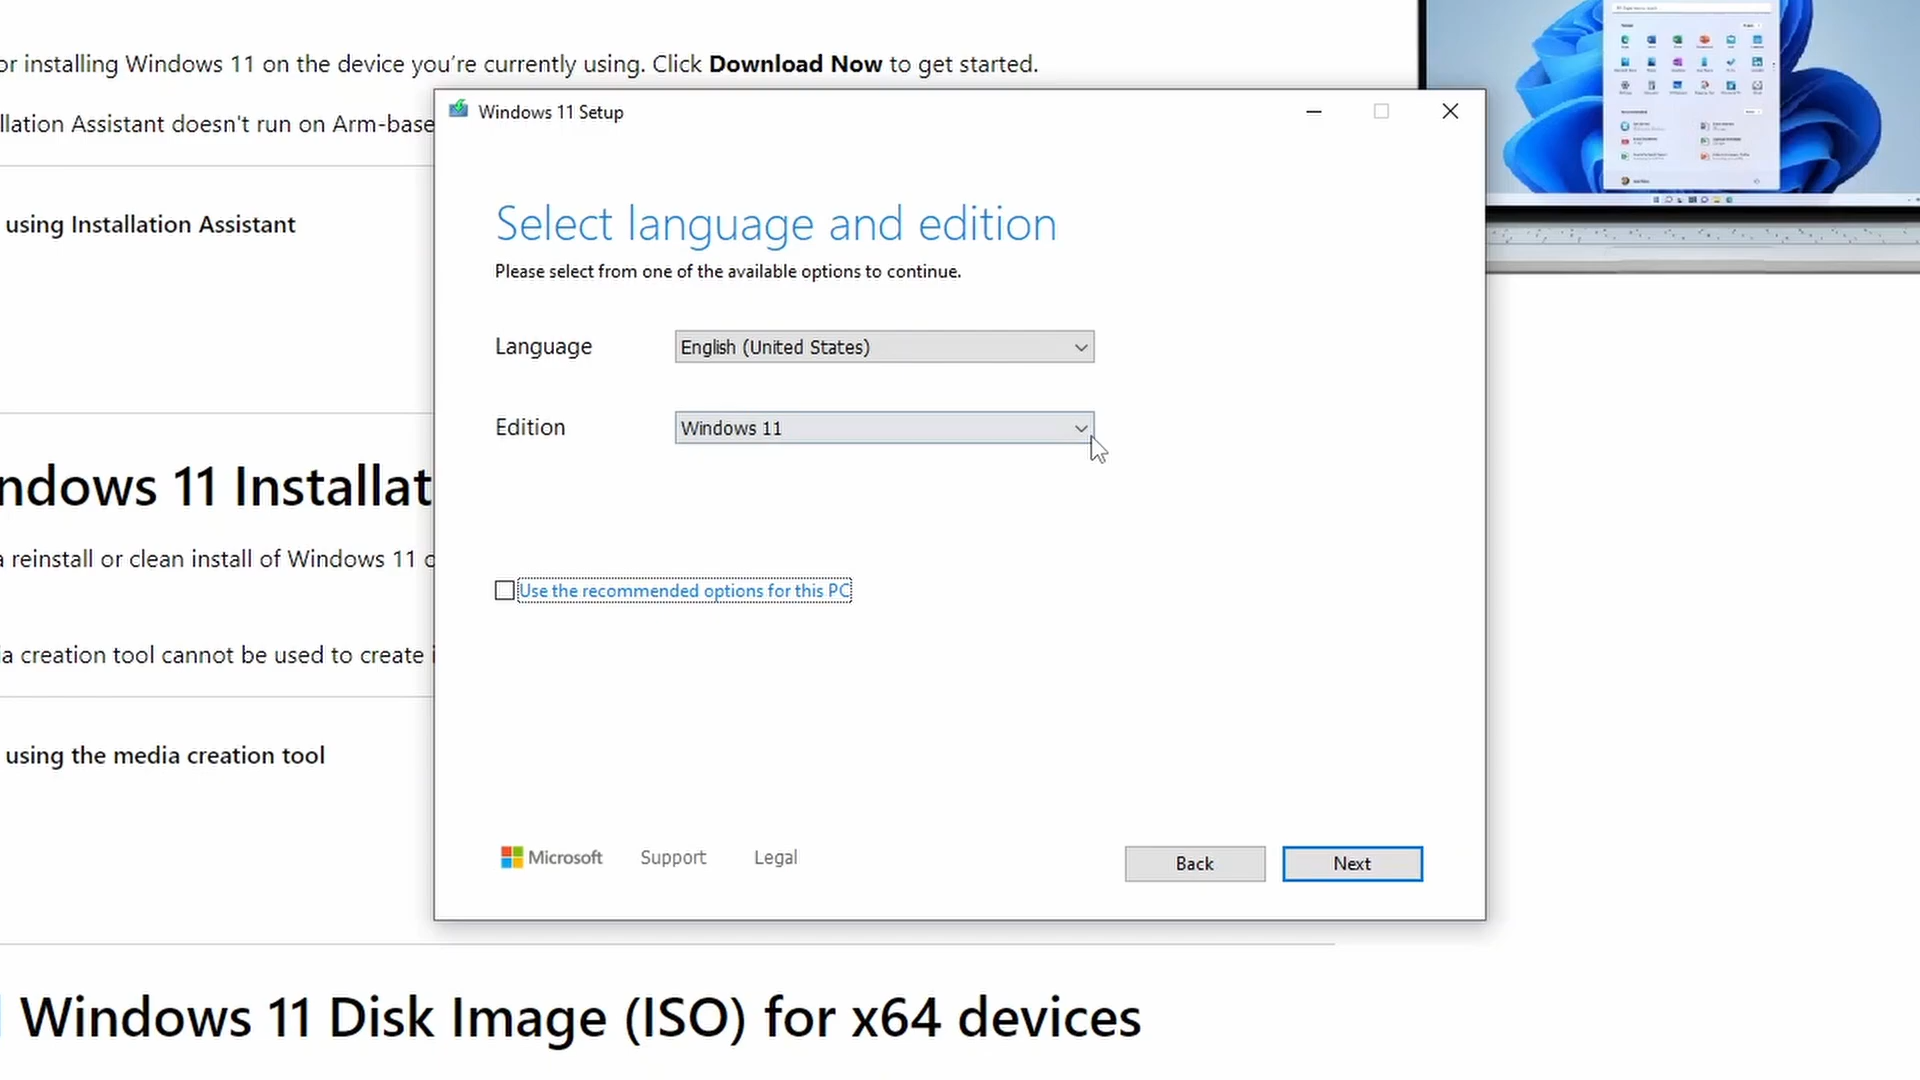 or installing Windows 11 on the device you’re currently using. Click Download Now to get started.
llation Assistant doesn't run on Arm-base
using Installation Assistant
ndows 11 Installat
a reinstall or clean install of Windows 11 o
a creation tool cannot be used to create i
using the media creation tool
Windows 11 Disk Image (ISO) for x64 devices
Windows 11 Setup
Select language and edition
Please select from one of the available options to continue.
Language
English (United States)
Edition
Windows 11
Use the recommended options for this PC
Microsoft
Support
Legal
Back
Next